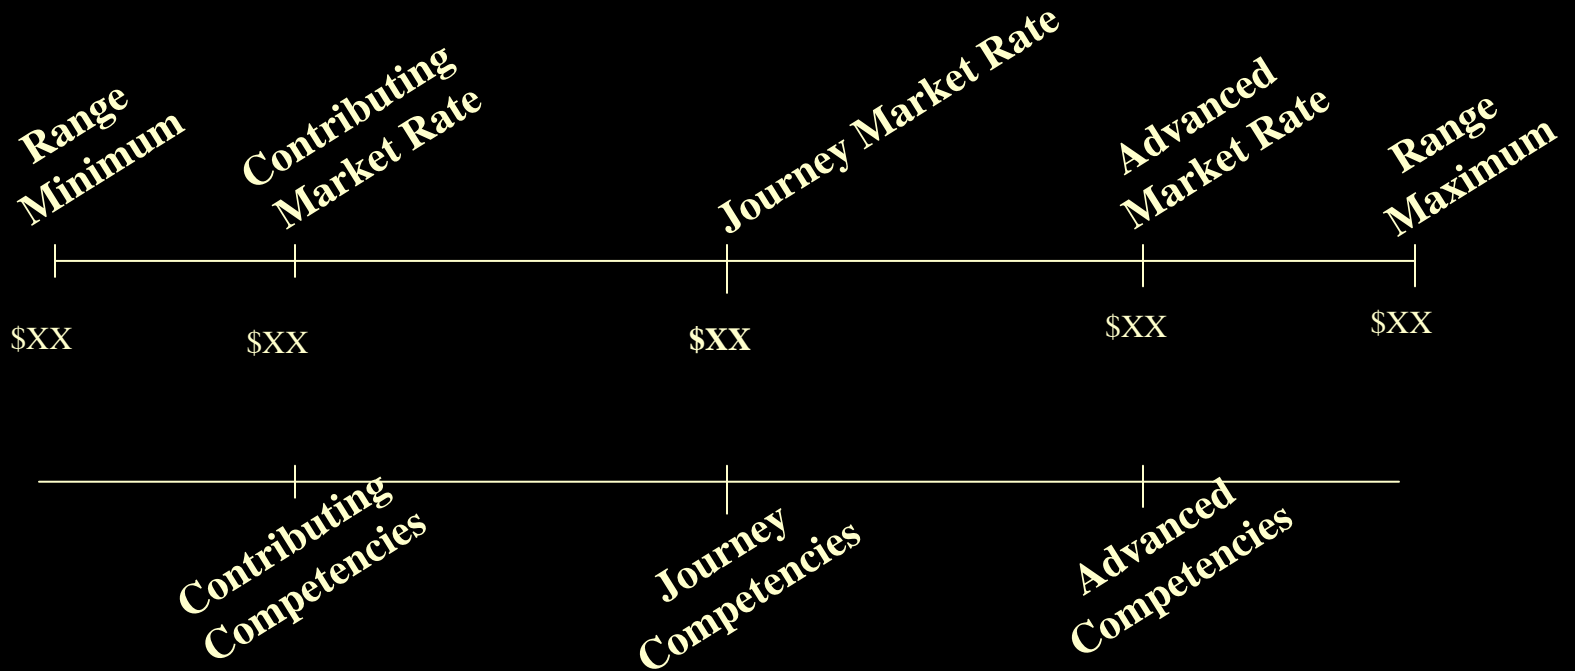 Range
Minimum
Contributing
Market Rate
Journey Market Rate
Advanced
Market Rate
Range
Maximum
$XX
$XX
$XX
$XX
$XX
Contributing
Competencies
Journey
Competencies
Advanced
Competencies